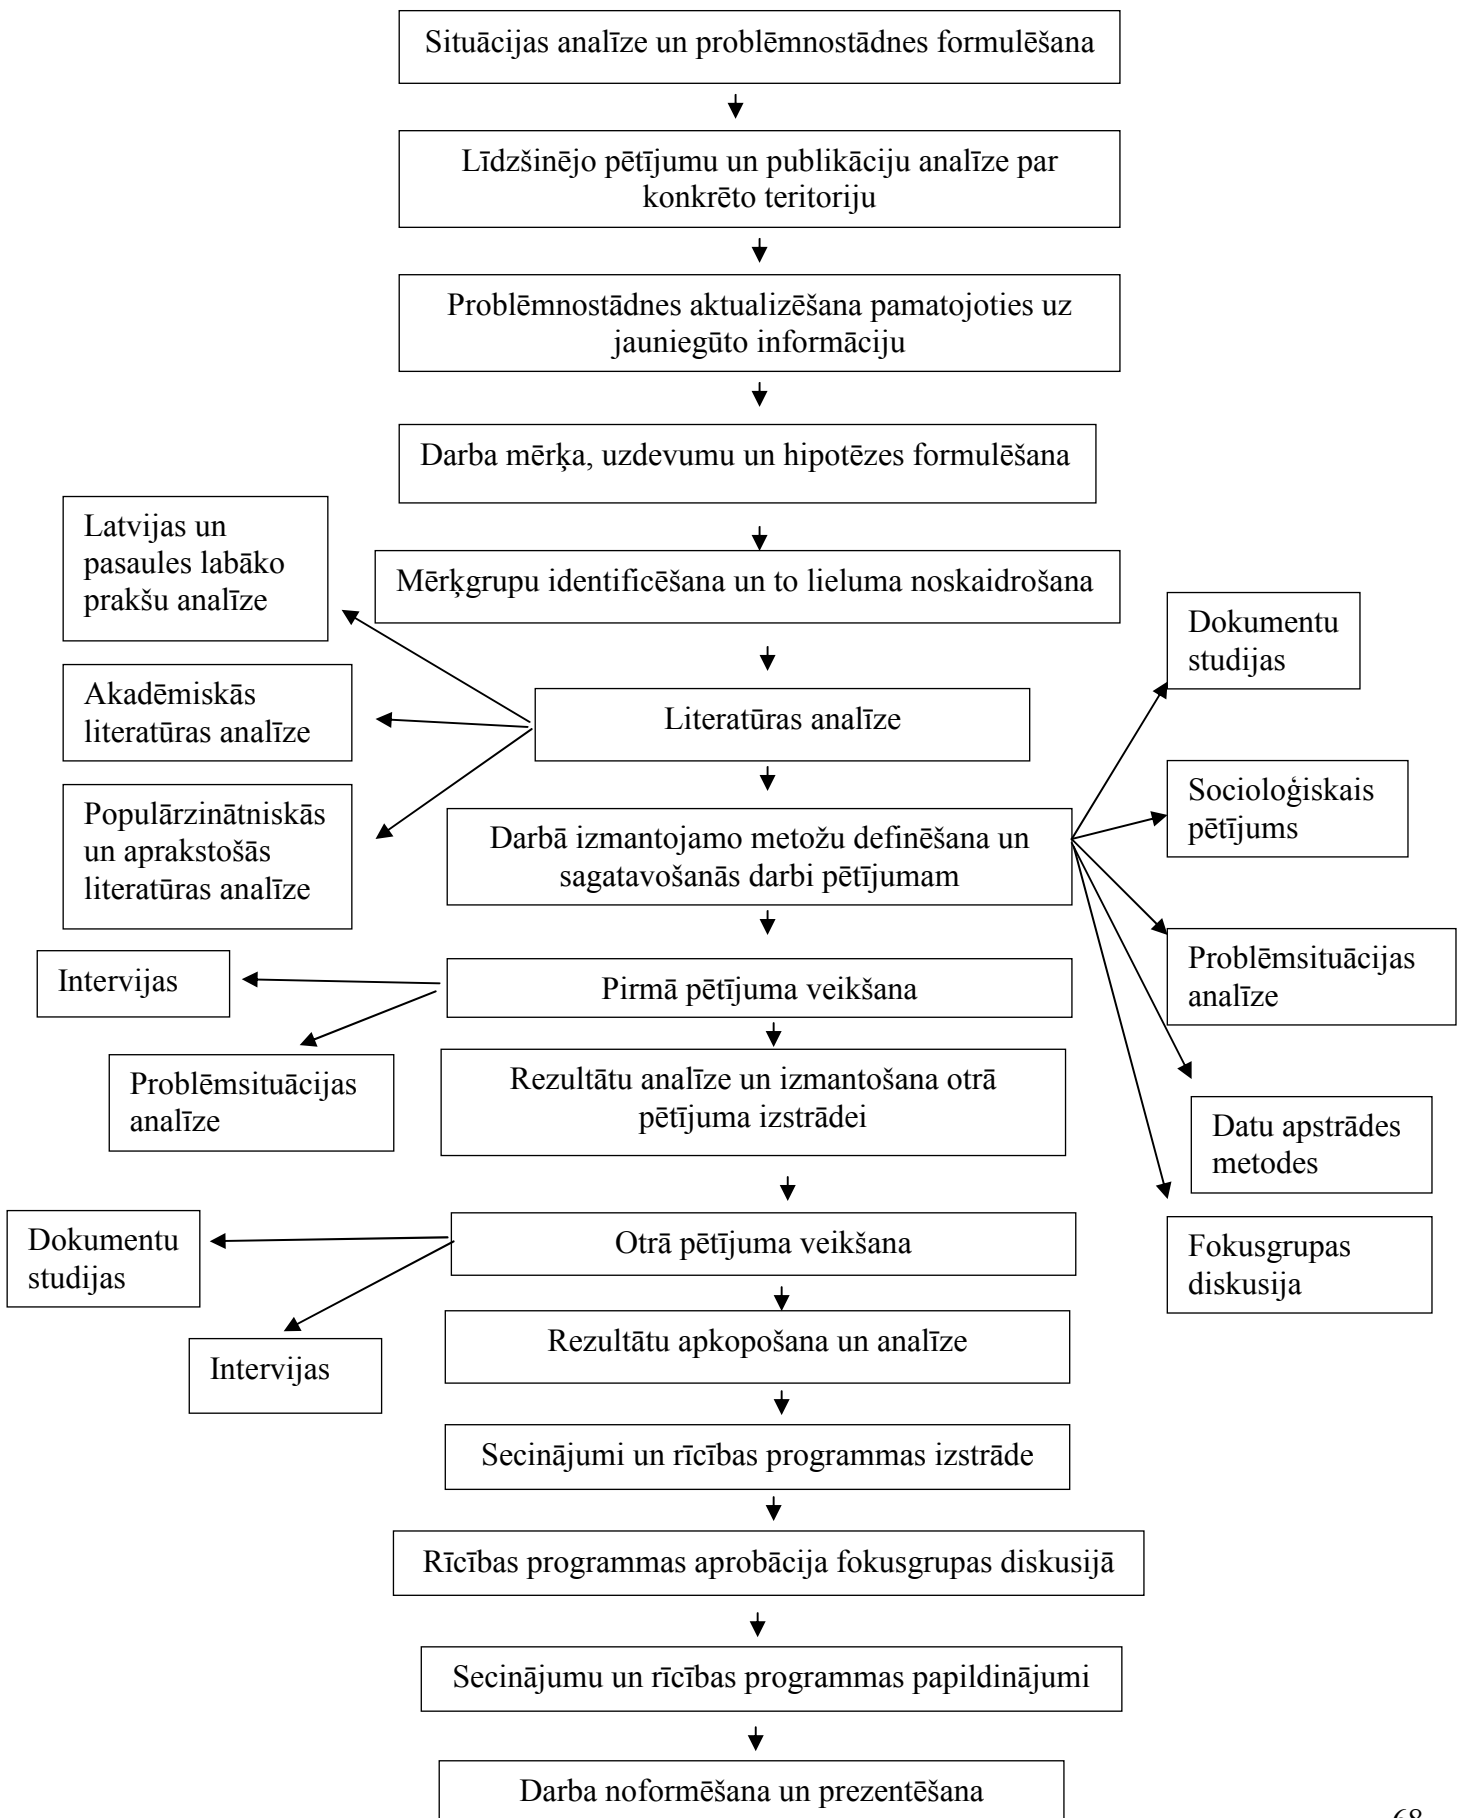 Situācijas analīze un problēmnostādnes formulēšana
Līdzšinējo pētījumu un publikāciju analīze par
konkrēto teritoriju
Problēmnostādnes aktualizēšana pamatojoties uz
jauniegūto informāciju
Darba mērķa, uzdevumu un hipotēzes formulēšana
Latvijas un
pasaules labāko
prakšu analīze
Mērķgrupu identificēšana un to lieluma noskaidrošana
Dokumentu
studijas
Akadēmiskās
literatūras analīze
Literatūras analīze
Socioloģiskais
pētījums
Populārzinātniskās
un aprakstošās
literatūras analīze
Darbā izmantojamo metožu definēšana un
sagatavošanās darbi pētījumam
Problēmsituācijas
analīze
Intervijas
Pirmā pētījuma veikšana
Problēmsituācijas
analīze
Rezultātu analīze un izmantošana otrā
pētījuma izstrādei
Datu apstrādes
metodes
Dokumentu
studijas
Otrā pētījuma veikšana
Fokusgrupas
diskusija
Intervijas
Rezultātu apkopošana un analīze
Secinājumi un rīcības programmas izstrāde
Rīcības programmas aprobācija fokusgrupas diskusijā
Secinājumu un rīcības programmas papildinājumi
Darba noformēšana un prezentēšana
68